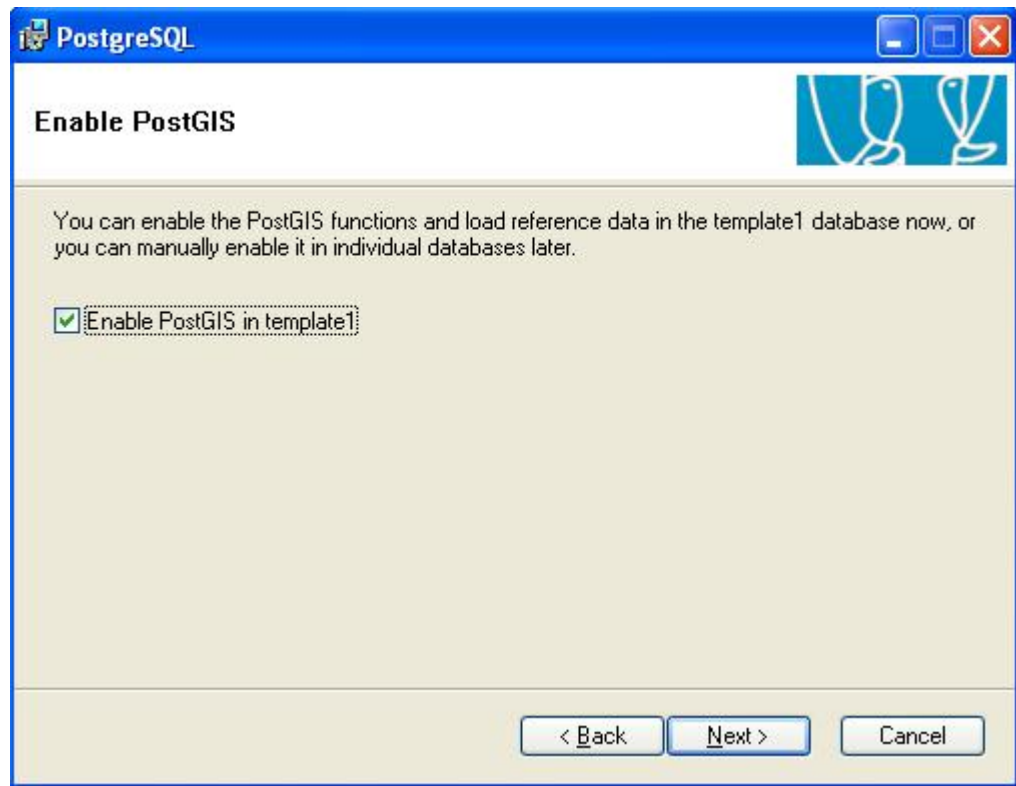 PostgreSQL
Enable PostGIS
You can enable the PostGIS functions and load reference data in the template1 database now, or
you can manually enable it in individual databases later.
Enable PostGIS in template1
< Back
Next >
Cancel